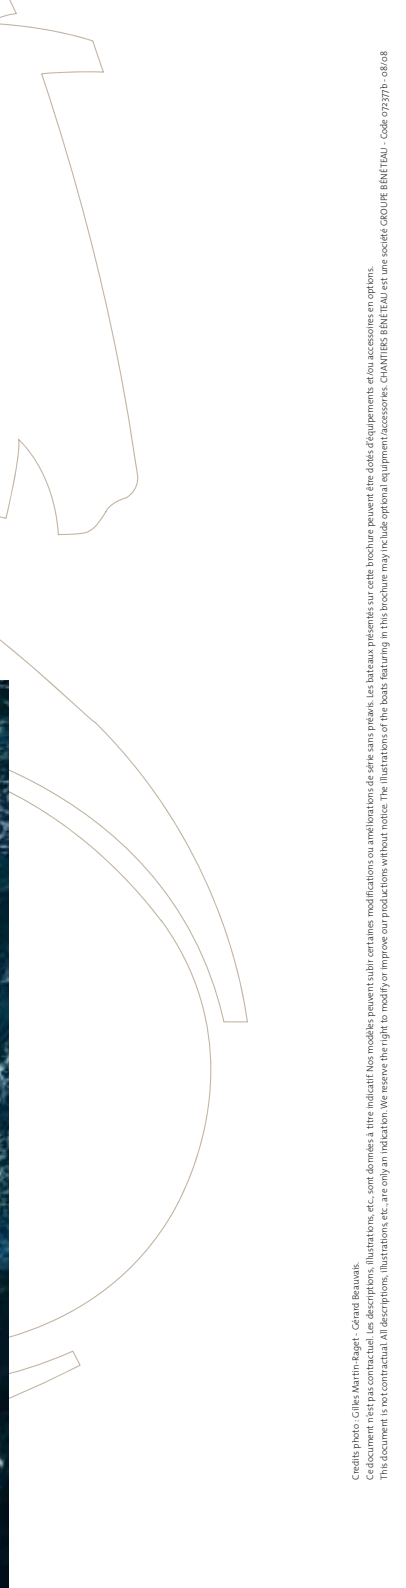 Credits photo : Gilles Martin-Raget - Gérard Beauvais.
Ce document n'est pas contractuel. Les descriptions, illustrations, etc., sont données à titre indicatif. Nos modèles peuvent subir certaines modifications ou améliorations de série sans préavis. Les bateaux présentés sur cette brochure peuvent être dotés d'équipements et/ou accessoires en options.
This document is not contractual. All descriptions, illustrations, etc., are only an indication. We reserve the right to modify or improve our productions without notice. The illustrations of the boats featuring in this brochure may include optional equipment/accessories. CHANTIERS BÉNÉTEAU est une société GROUPE BÉNÉTEAU - Code 072377b - 08/08